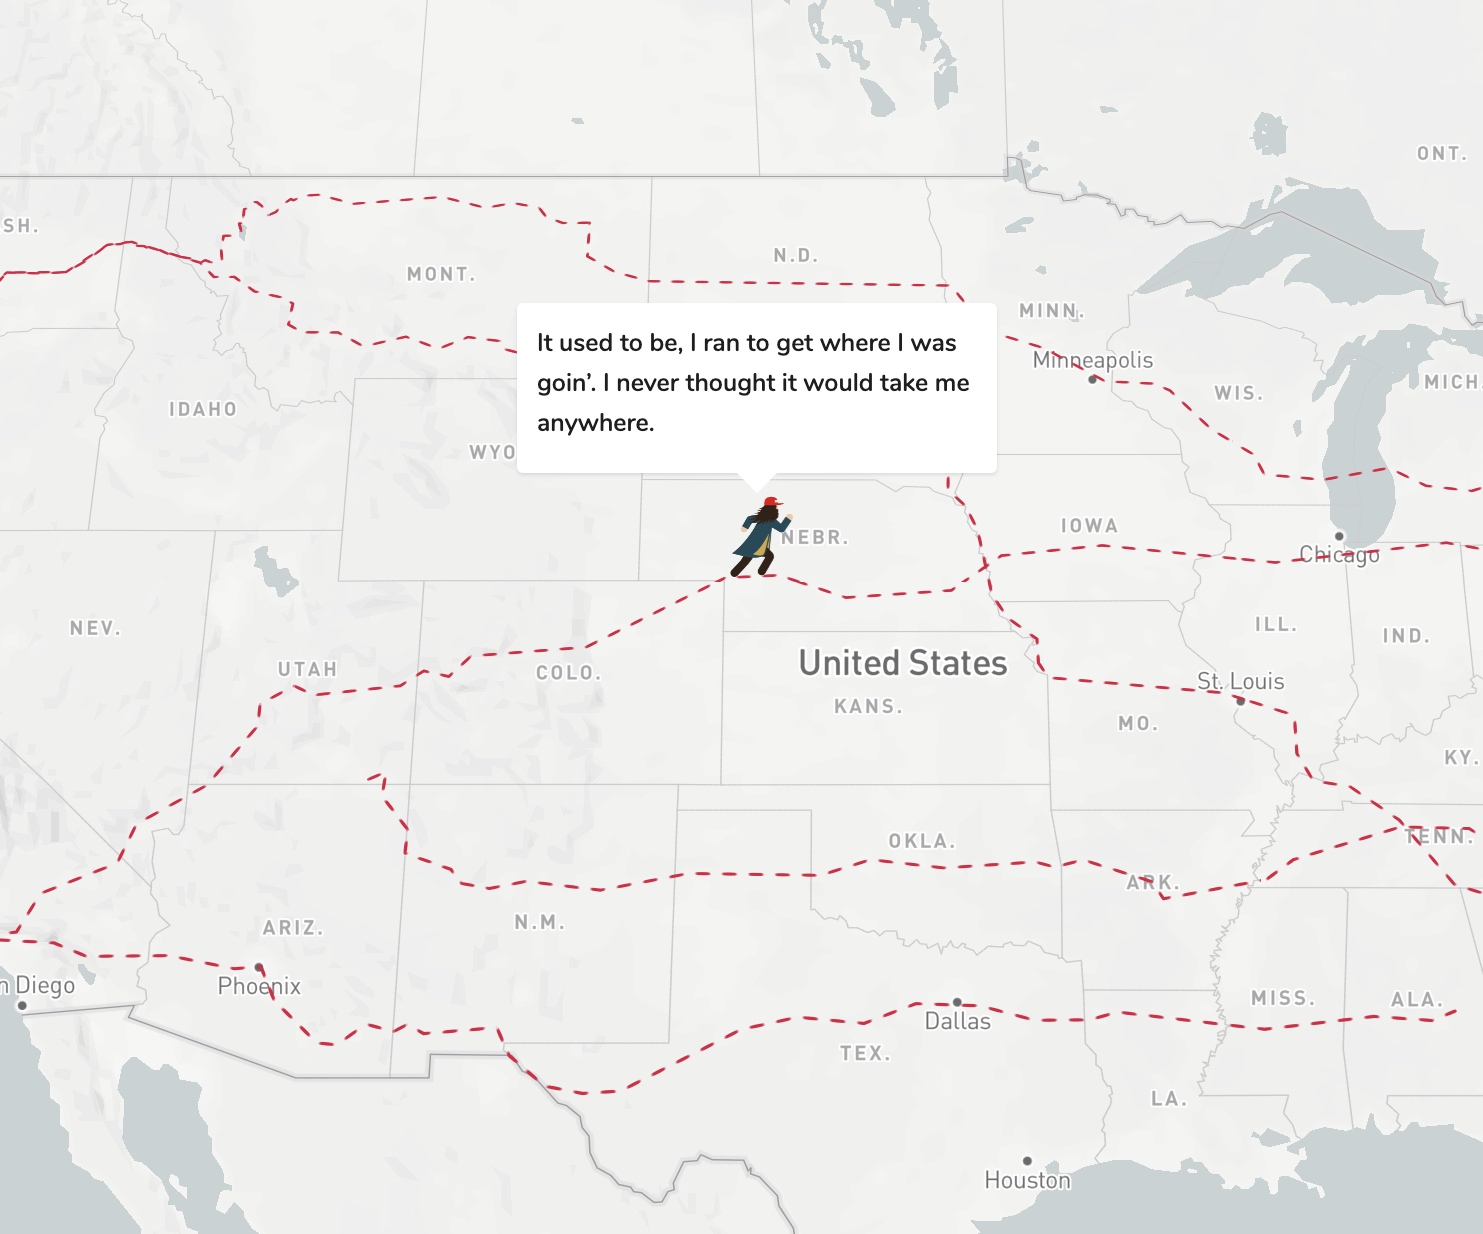 ONT.
SH.
MONT.
N.D.
MINN.
It used to be, I ran to get where I was
goin’. I never thought it would take me
anywhere.
Minneapolis
MICH.
WIS.
IDAHO
WYO
IOWA
NEBR.
Chicago
NEV.
ILL.
IND.
UTAH
COLO.
United States
St. Louis
KANS.
MO.
KY.
OKLA.
TENN.
ARK.
ARIZ.
N.M.
Phoenix
n Diego
MISS.
ALA.
Dallas
TEX.
LA.
Houston